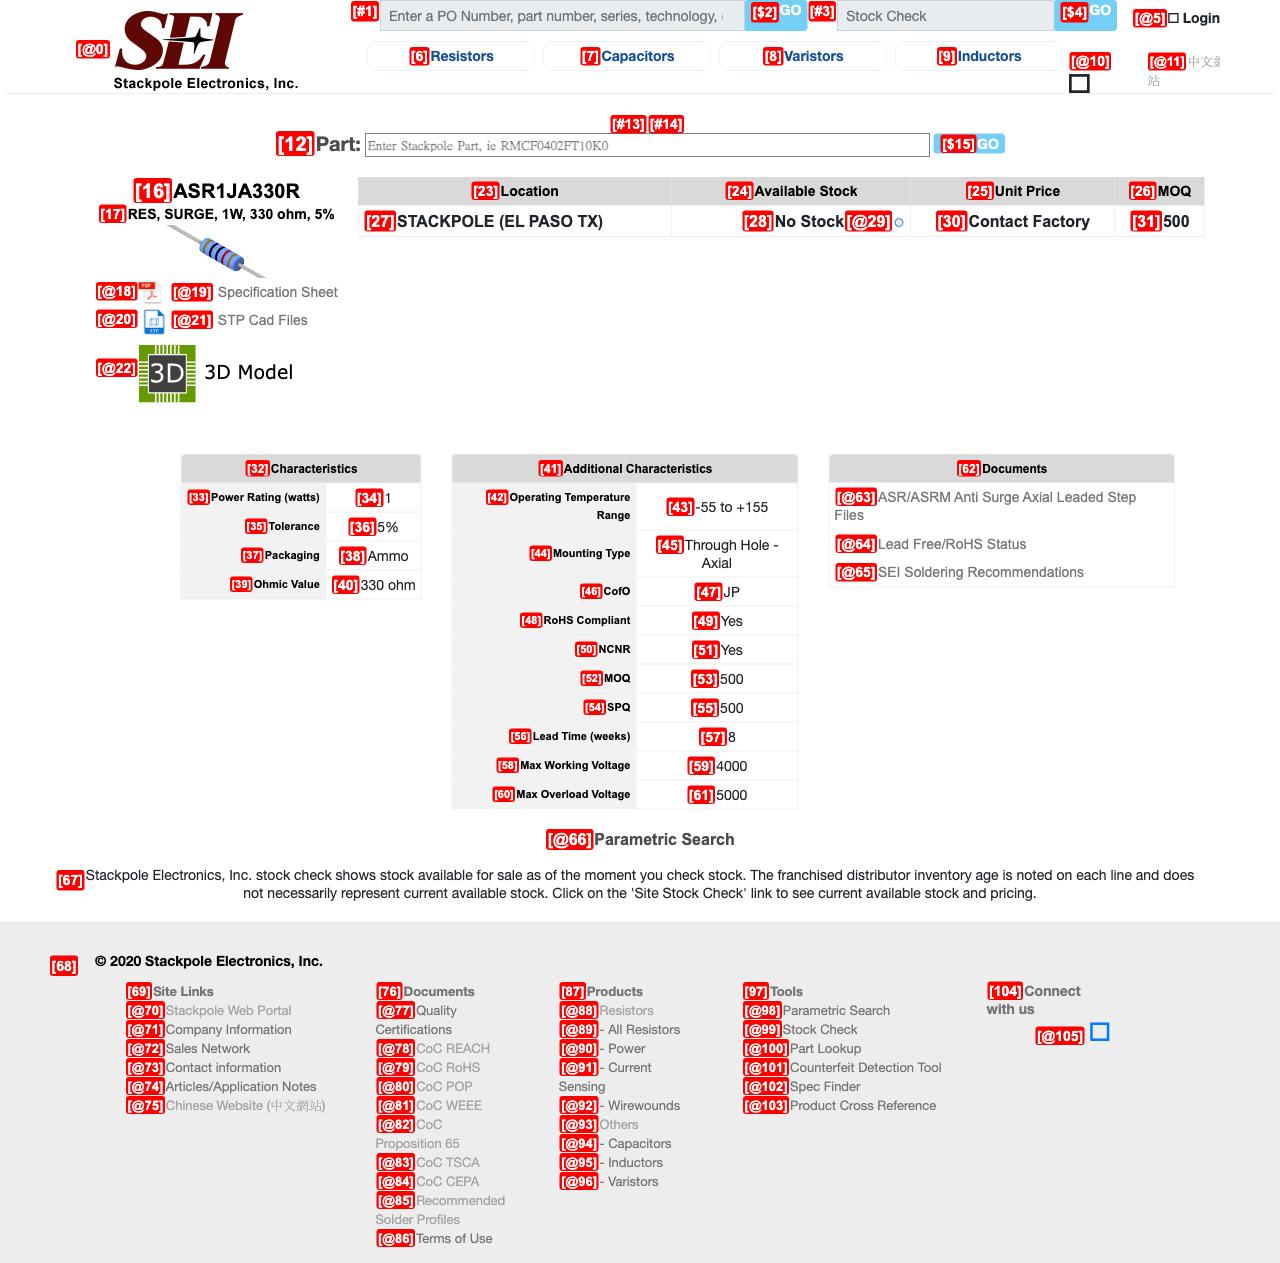 SEI
[@0]
Stackpole Electronics, Inc.
[#1] Enter a PO Number, part number, series, technology, [$2]GO [#3] Stock Check [$4]GO [@5] Login
[6]Resistors [7]Capacitors [8]Varistors [9]Inductors [@10] [@11] 中文網站
[#13][#14]
[12]Part: Enter Stackpole Part, ie RMCF0402FT10K0 [$15]GO
[16]ASR1JA330R
[17]RES, SURGE, 1W, 330 ohm, 5%
[23]Location [24]Available Stock [25]Unit Price [26]MOQ
[27]STACKPOLE (EL PASO TX) [28]No Stock[@29] [30]Contact Factory [31]500
[@18] PDF [@19] Specification Sheet
[@20] STP [@21] STP Cad Files
[@22] 3D 3D Model
[32]Characteristics
[33]Power Rating (watts) [34]1
[35]Tolerance [36]5%
[37]Packaging [38]Ammo
[39]Ohmic Value [40]330 ohm
[41]Additional Characteristics
[42]Operating Temperature Range [43]-55 to +155
[44]Mounting Type [45]Through Hole - Axial
[46]CofO [47]JP
[48]RoHS Compliant [49]Yes
[50]NCNR [51]Yes
[52]MOQ [53]500
[54]SPQ [55]500
[56]Lead Time (weeks) [57]8
[58]Max Working Voltage [59]4000
[60]Max Overload Voltage [61]5000
[62]Documents
[@63]ASR/ASRM Anti Surge Axial Leaded Step
Files
[@64]Lead Free/RoHS Status
[@65]SEI Soldering Recommendations
[@66]Parametric Search
[67]Stackpole Electronics, Inc. stock check shows stock available for sale as of the moment you check stock. The franchised distributor inventory age is noted on each line and does
not necessarily represent current available stock. Click on the 'Site Stock Check' link to see current available stock and pricing.
[68] © 2020 Stackpole Electronics, Inc.
[69]Site Links
[@70]Stackpole Web Portal
[@71]Company Information
[@72]Sales Network
[@73]Contact information
[@74]Articles/Application Notes
[@75]Chinese Website (中文網站)
[76]Documents
[@77]Quality
Certifications
[@78]CoC REACH
[@79]CoC RoHS
[@80]CoC POP
[@81]CoC WEEE
[@82]CoC
Proposition 65
[@83]CoC TSCA
[@84]CoC CEPA
[@85]Recommended
Solder Profiles
[@86]Terms of Use
[87]Products
[@88]Resistors
[@89]- All Resistors
[@90]- Power
[@91]- Current
Sensing
[@92]- Wirewounds
[@93]Others
[@94]- Capacitors
[@95]- Inductors
[@96]- Varistors
[97]Tools
[@98]Parametric Search
[@99]Stock Check
[@100]Part Lookup
[@101]Counterfeit Detection Tool
[@102]Spec Finder
[@103]Product Cross Reference
[104]Connect
with us
[@105]